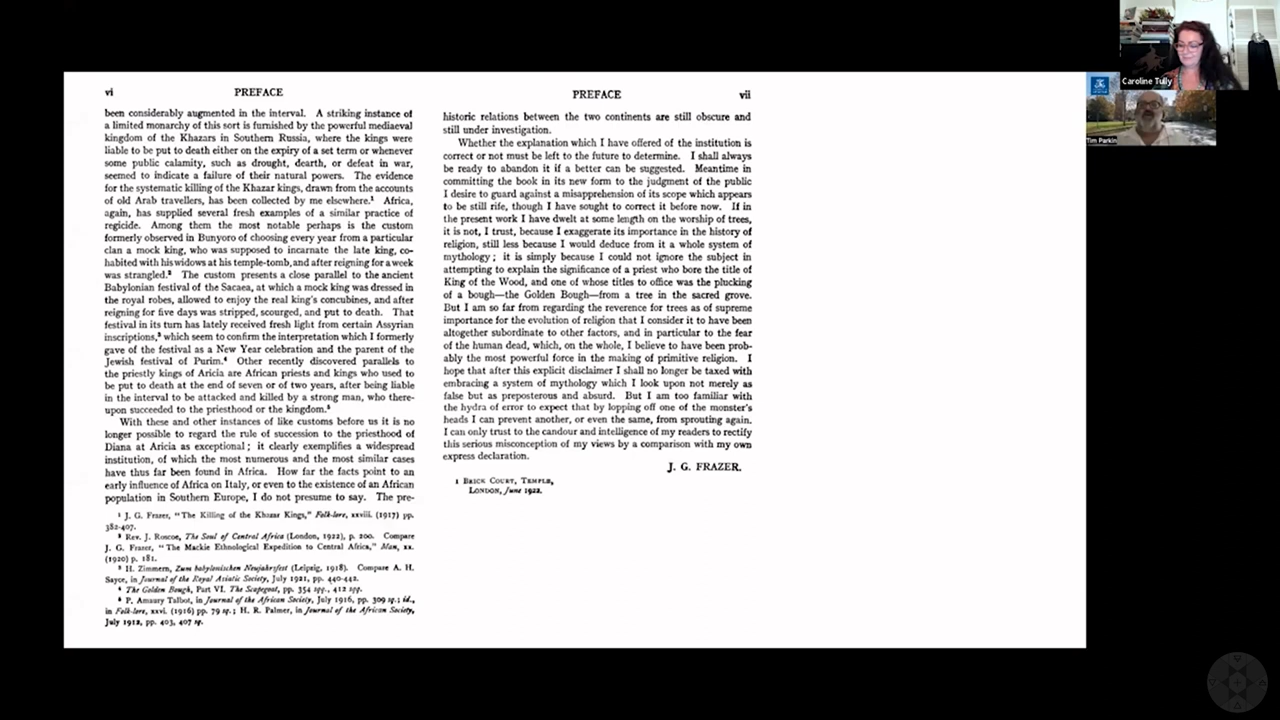 vi PREFACE
been considerably augmented in the interval. A striking instance of
a limited monarchy of this sort is furnished by the powerful mediaeval
kingdom of the Khazars in Southern Russia, where the kings were
liable to be put to death either on the expiry of a set term or whenever
some public calamity, such as drought, dearth, or defeat in war,
seemed to indicate a failure of their natural powers. The evidence
for the systematic killing of the Khazar kings, drawn from the accounts
of old Arab travellers, has been collected by me elsewhere.¹ Africa,
again, has supplied several fresh examples of a similar practice of
regicide. Among them the most notable perhaps is the custom
formerly observed in Bunyoro of choosing every year from a particular
clan a mock king, who was supposed to incarnate the late king, co-
habited with his widows at his temple-tomb, and after reigning for a week
was strangled.² The custom presents a close parallel to the ancient
Babylonian festival of the Sacaea, at which a mock king was dressed in
the royal robes, allowed to enjoy the real king's concubines, and after
reigning for five days was stripped, scourged, and put to death. That
festival in its turn has lately received fresh light from certain Assyrian
inscriptions,³ which seem to confirm the interpretation which I formerly
gave of the festival as a New Year celebration and the parent of the
Jewish festival of Purim.⁴ Other recently discovered parallels to
the priestly kings of Aricia are African priests and kings who used to
be put to death at the end of seven or of two years, after being liable
in the interval to be attacked and killed by a strong man, who there-
upon succeeded to the priesthood or the kingdom.⁵
With these and other instances of like customs before us it is no
longer possible to regard the rule of succession to the priesthood of
Diana at Aricia as exceptional; it clearly exemplifies a widespread
institution, of which the most numerous and the most similar cases
have thus far been found in Africa. How far the facts point to an
early influence of Africa on Italy, or even to the existence of an African
population in Southern Europe, I do not presume to say. The pre-
¹ J. G. Frazer, "The Killing of the Khazar Kings," Folk-lore, xxviii. (1917) pp.
382-407.
² Rev. J. Roscoe, The Soul of Central Africa (London, 1922), p. 200. Compare
J. G. Frazer, "The Mackie Ethnological Expedition to Central Africa," Man, xx.
(1920) p. 181.
³ H. Zimmern, Zum babylonischen Neujahrsfest (Leipzig, 1918). Compare A. H.
Sayce, in Journal of the Royal Asiatic Society, July 1921, pp. 440-442.
⁴ The Golden Bough, Part VI. The Scapegoat, pp. 354 sqq., 412 sqq.
⁵ P. Amaury Talbot, in Journal of the African Society, July 1916, pp. 309 sq.; id.,
in Folk-lore, xxvi. (1916) pp. 79 sq.; H. R. Palmer, in Journal of the African Society,
July 1912, pp. 403, 407 sq.
PREFACE vii
historic relations between the two continents are still obscure and
still under investigation.
Whether the explanation which I have offered of the institution is
correct or not must be left to the future to determine. I shall always
be ready to abandon it if a better can be suggested. Meantime in
committing the book in its new form to the judgment of the public
I desire to guard against a misapprehension of its scope which appears
to be still rife, though I have sought to correct it before now. If in
the present work I have dwelt at some length on the worship of trees,
it is not, I trust, because I exaggerate its importance in the history of
religion, still less because I would deduce from it a whole system of
mythology; it is simply because I could not ignore the subject in
attempting to explain the significance of a priest who bore the title of
King of the Wood, and one of whose titles to office was the plucking
of a bough—the Golden Bough—from a tree in the sacred grove.
But I am so far from regarding the reverence for trees as of supreme
importance for the evolution of religion that I consider it to have been
altogether subordinate to other factors, and in particular to the fear
of the human dead, which, on the whole, I believe to have been prob-
ably the most powerful force in the making of primitive religion. I
hope that after this explicit disclaimer I shall no longer be taxed with
embracing a system of mythology which I look upon not merely as
false but as preposterous and absurd. But I am too familiar with
the hydra of error to expect that by lopping off one of the monster's
heads I can prevent another, or even the same, from sprouting again.
I can only trust to the candour and intelligence of my readers to rectify
this serious misconception of my views by a comparison with my own
express declaration.
J. G. FRAZER.
1 BRICK COURT, TEMPLE,
LONDON, June 1922.
Caroline Tully
Tim Parkin